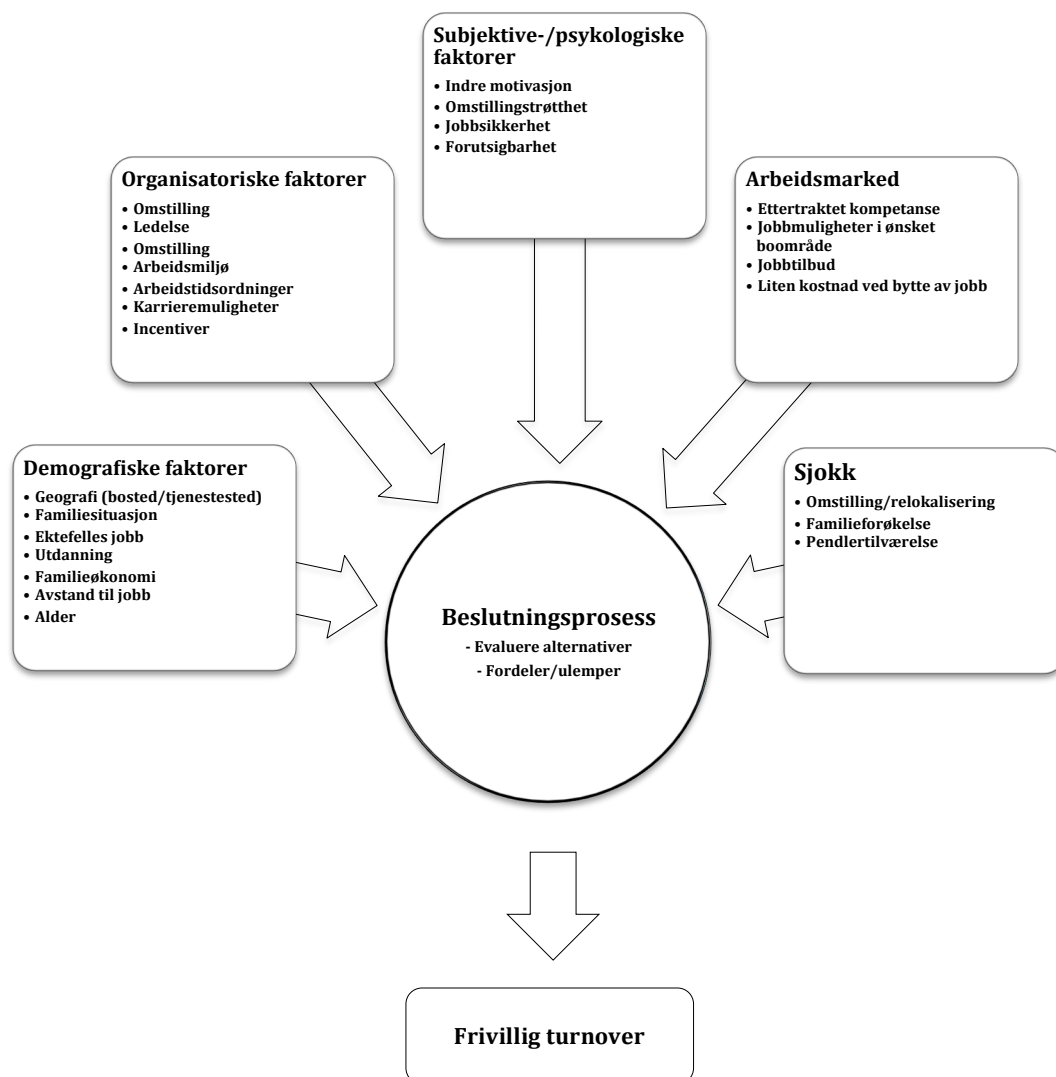 Subjektive-/psykologiske
faktorer
• Indre motivasjon
• Omstillingstrøtthet
• Jobbsikkerhet
• Forutsigbarhet
Organisatoriske faktorer
• Omstilling
• Ledelse
• Omstilling
• Arbeidsmiljø
• Arbeidstidsordninger
• Karrieremuligheter
• Incentiver
Arbeidsmarked
• Ettertraktet kompetanse
• Jobbmuligheter i ønsket
boområde
• Jobbtilbud
• Liten kostnad ved bytte av jobb
Demografiske faktorer
• Geografi (bosted/tjenestested)
• Familiesituasjon
• Ektefelles jobb
• Utdanning
• Familieøkonomi
• Avstand til jobb
• Alder
Sjokk
• Omstilling/relokalisering
• Familieforøkelse
• Pendlertilværelse
Beslutningsprosess
- Evaluere alternativer
- Fordeler/ulemper
Frivillig turnover